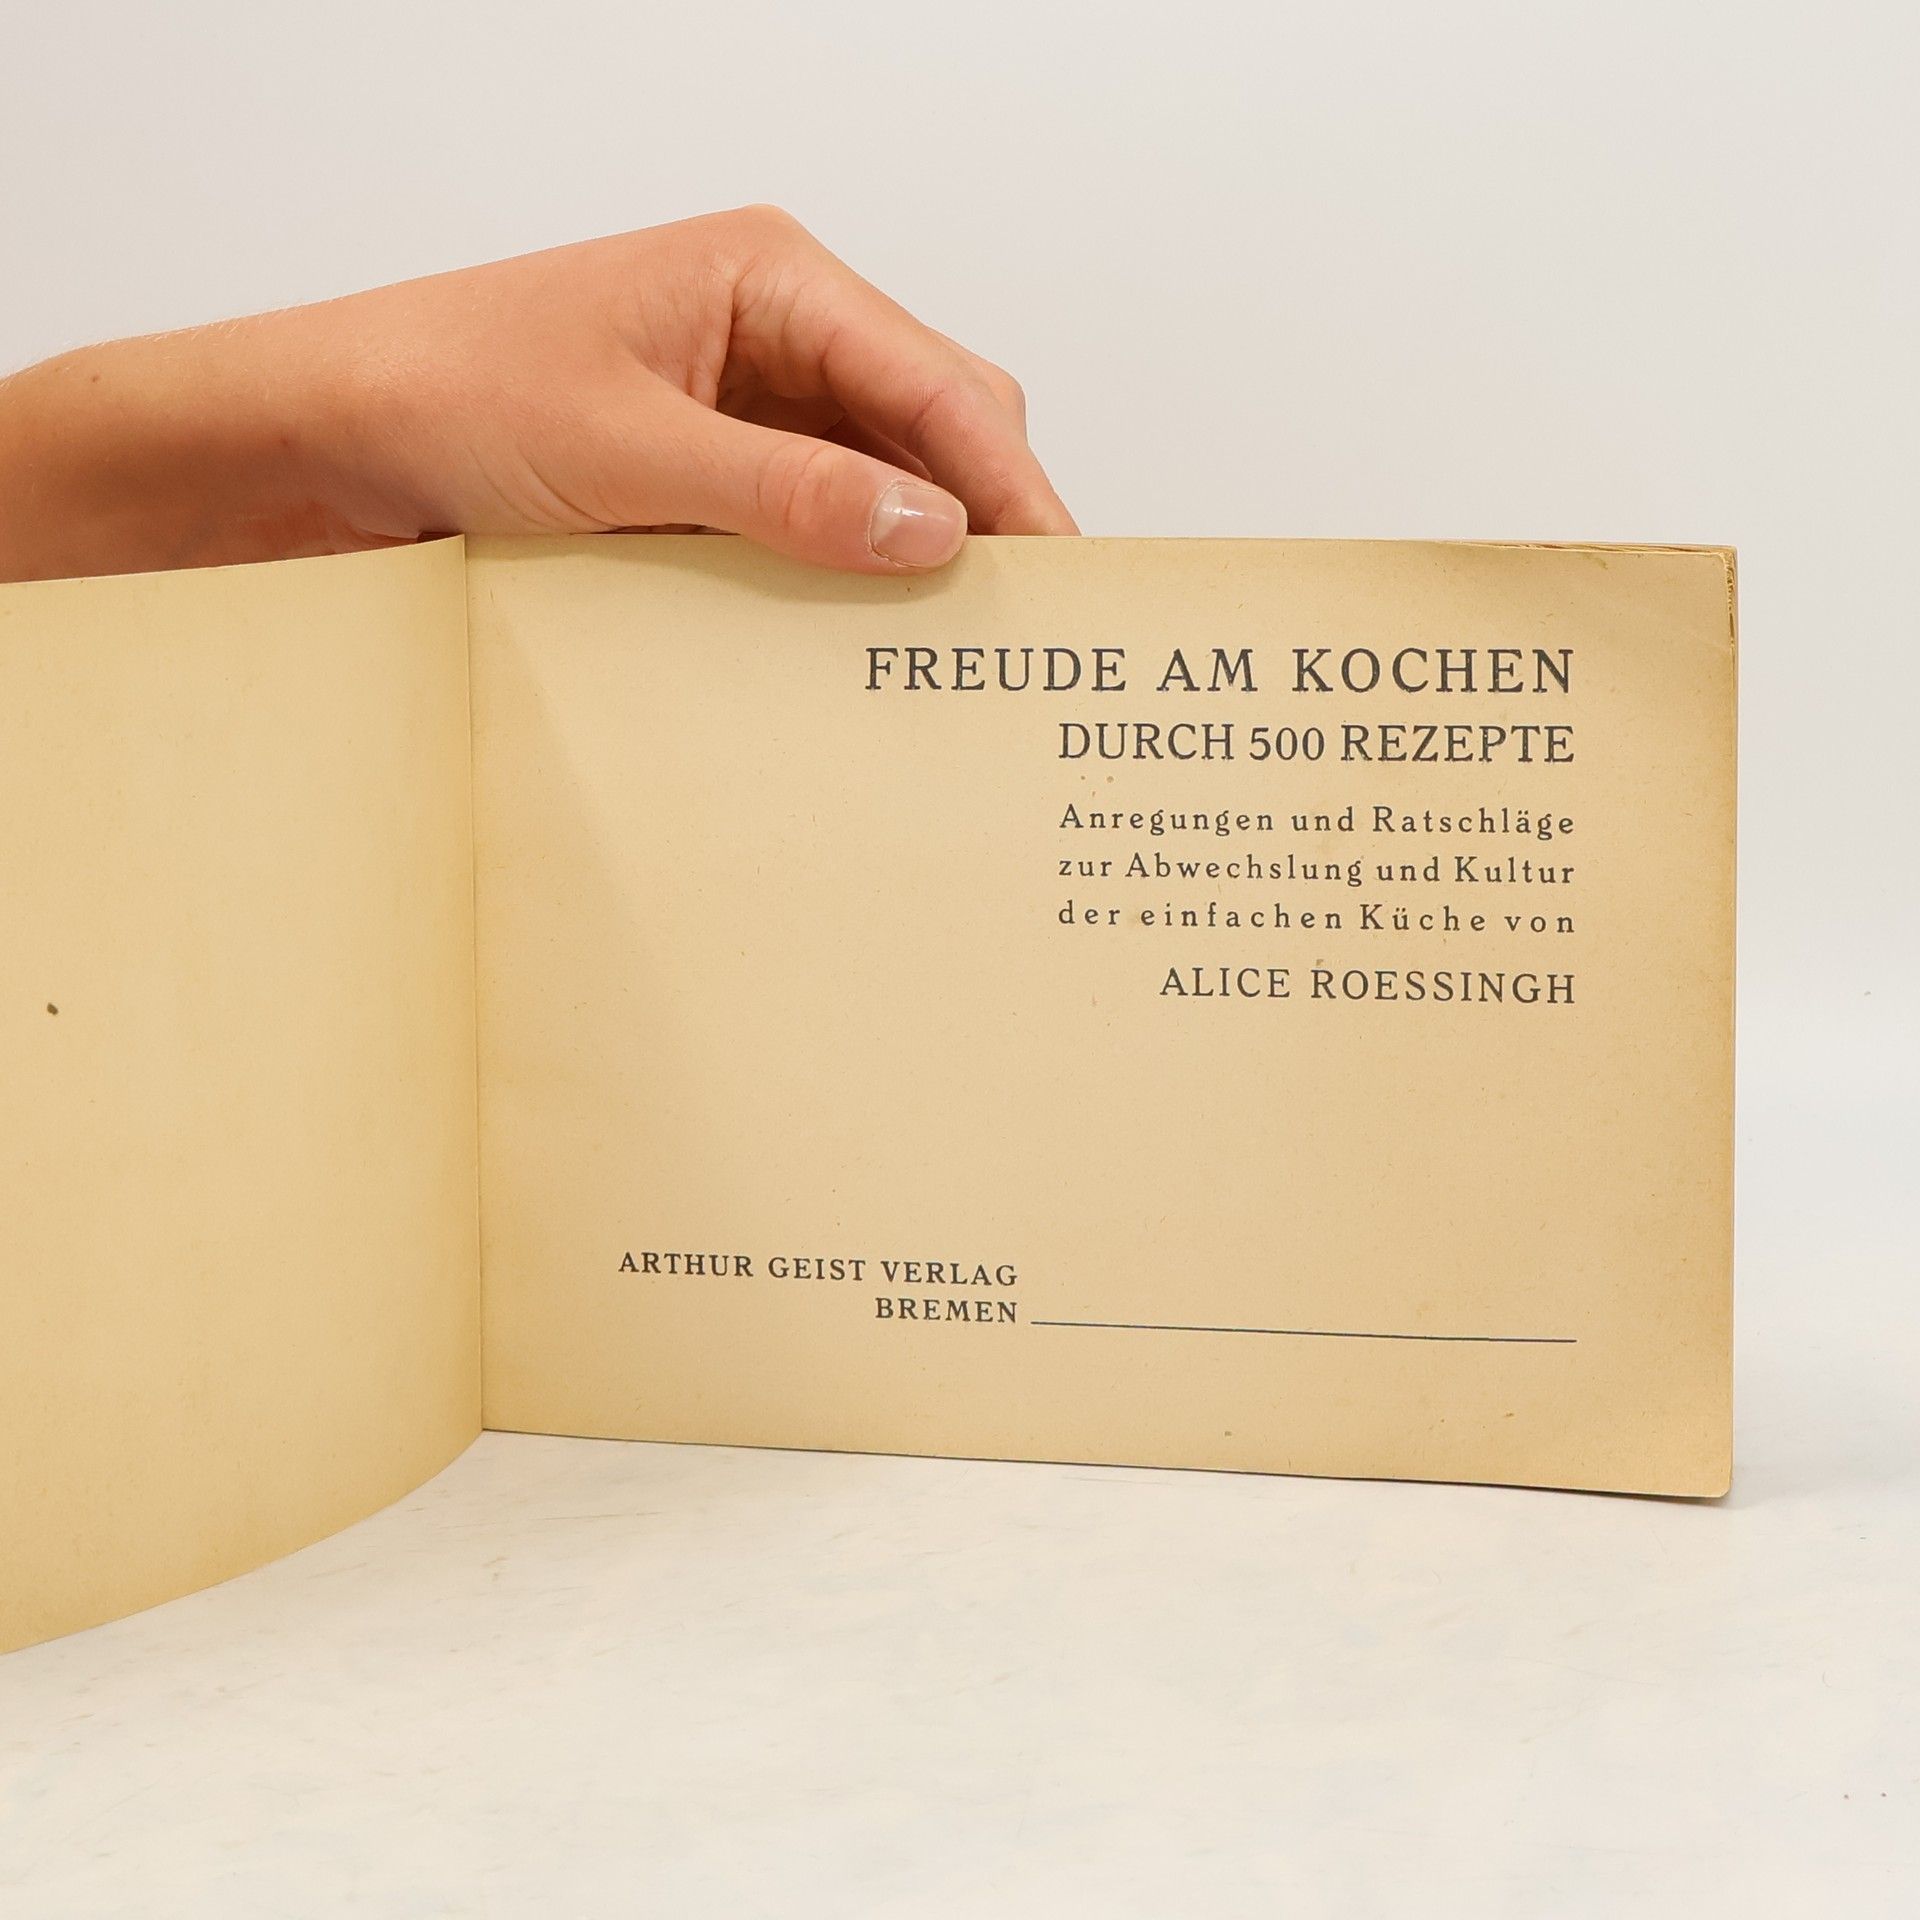 FREUDE AM KOCHEN
DURCH 500 REZEPTE
Anregungen und Ratschläge
zur Abwechslung und Kultur
der einfachen Küche von
ALICE ROESSINGH
ARTHUR GEIST VERLAG
BREMEN